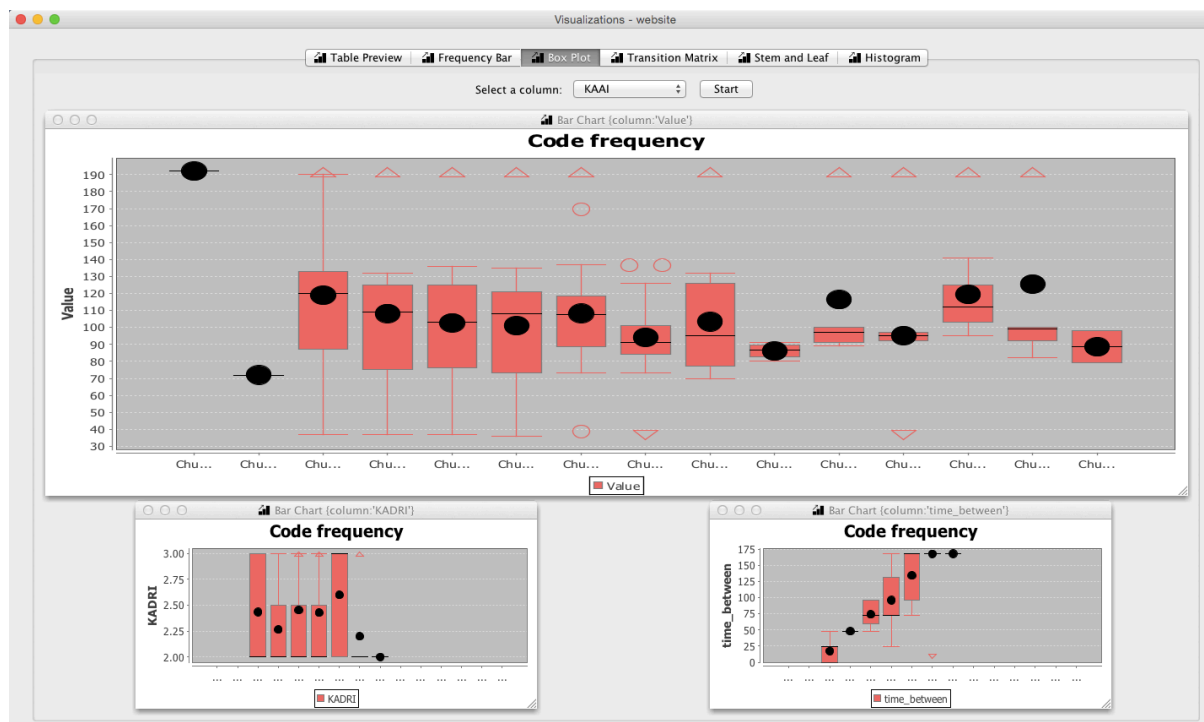 Visualizations - website
Table Preview Frequency Bar Box Plot Transition Matrix Stem and Leaf Histogram
Select a column: KAAI Start
Bar Chart {column:'Value'}
Code frequency
190
180
170
160
150
140
130
120
110
100
90
80
70
60
50
40
30
Value
Chu... Chu... Chu... Chu... Chu... Chu... Chu... Chu... Chu... Chu... Chu... Chu... Chu... Chu... Chu...
Value
Bar Chart {column:'KADRI'}
Code frequency
3.00
2.75
2.50
2.25
2.00
KADRI
... ... ... ... ... ... ... ... ... ... ...
KADRI
Bar Chart {column:'time_between'}
Code frequency
175
150
125
100
75
50
25
0
time_between
... ... ... ... ... ... ... ... ... ... ... ... ... ... ...
time_between